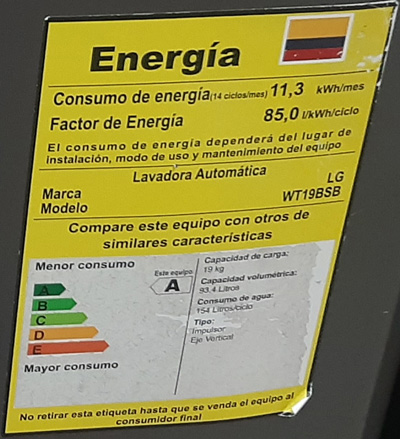 Energía
Consumo de energía(14 ciclos/mes) 11,3 kWh/mes
Factor de Energía 85,0 l/kWh/ciclo
El consumo de energía dependerá del lugar de
instalación, modo de uso y mantenimiento del equipo
Lavadora Automática
Marca LG
Modelo WT19BSB
Compare este equipo con otros de
similares características
Menor consumo
Este equipo
A
A
B
C
D
E
Mayor consumo
Capacidad de carga:
19 kg
Capacidad volumétrica:
93,4 Litros
Consumo de agua:
154 Litros/ciclo
Tipo:
Impulsor
Eje Vertical
No retirar esta etiqueta hasta que se venda el equipo al
consumidor final